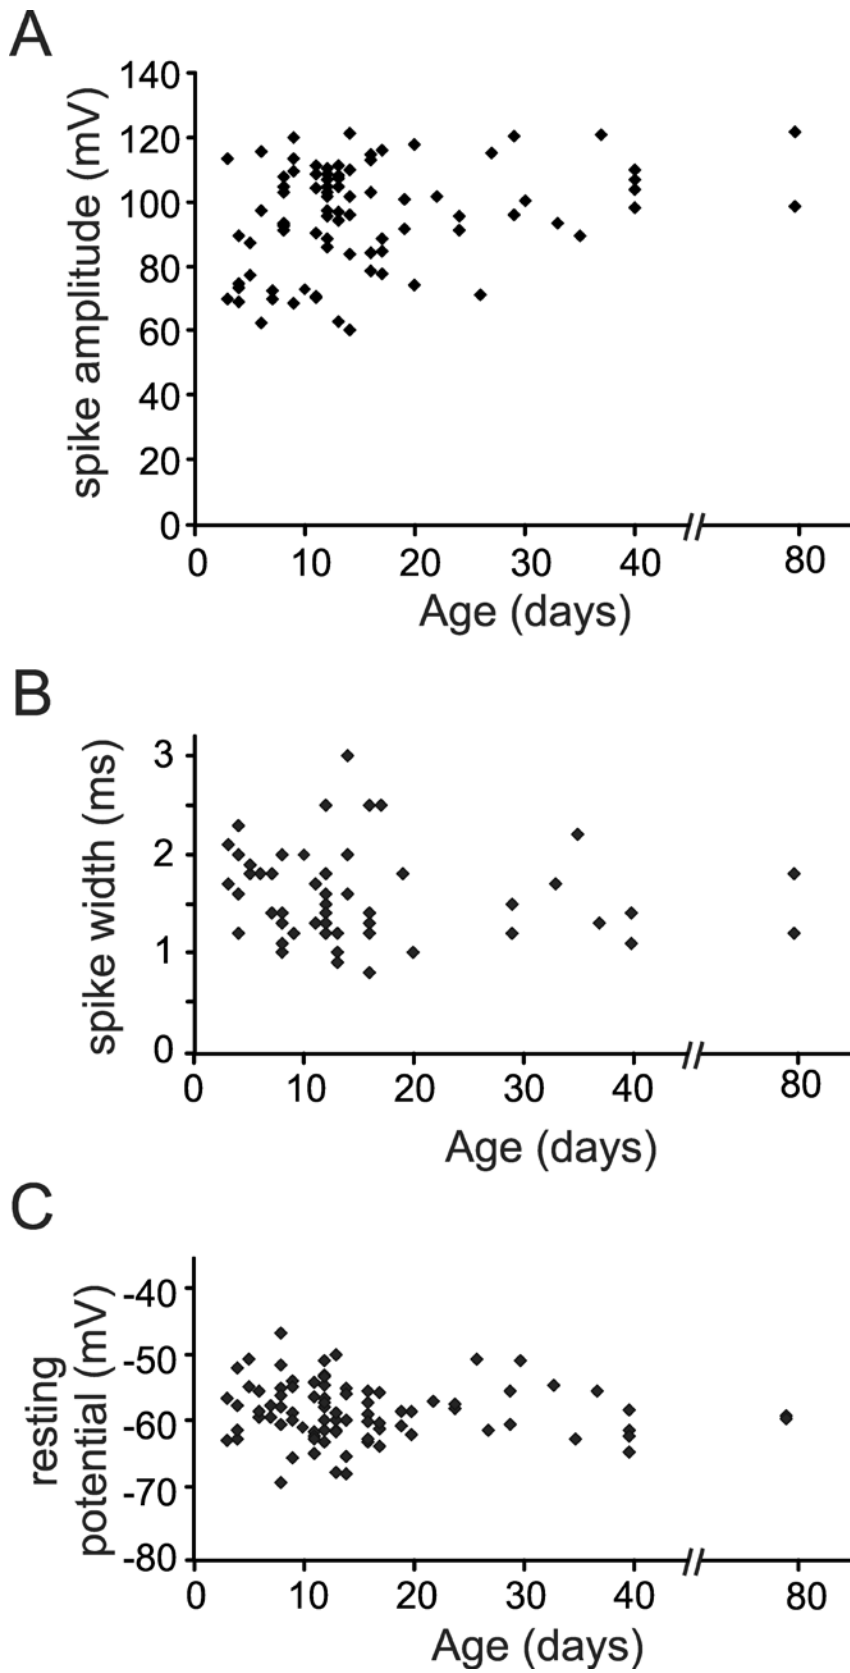 A
spike amplitude (mV)
140
120
100
80
60
40
20
0
0 10 20 30 40 80
Age (days)
B
spike width (ms)
3
2
1
0
0 10 20 30 40 80
Age (days)
C
resting
potential (mV)
-40
-50
-60
-70
-80
0 10 20 30 40 80
Age (days)